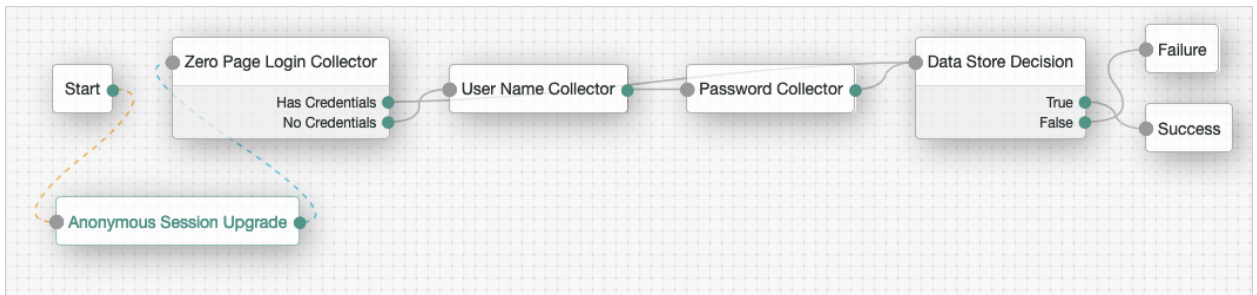 Start
Zero Page Login Collector
Has Credentials
No Credentials
User Name Collector
Password Collector
Data Store Decision
True
False
Failure
Success
Anonymous Session Upgrade